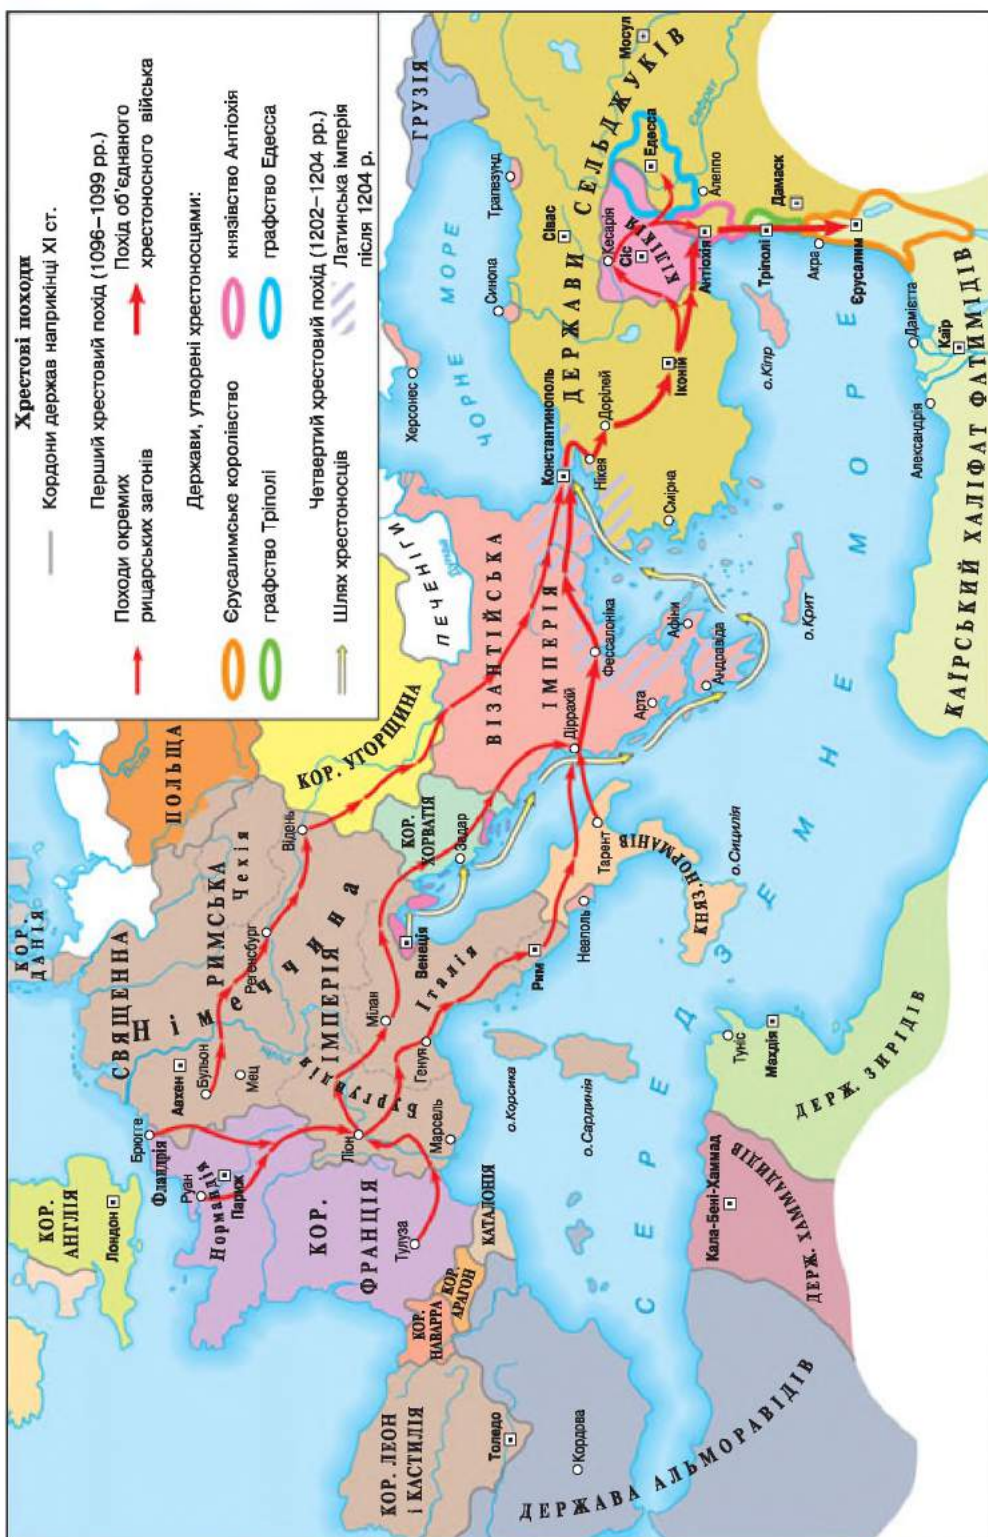 Хрестові походи
Кордони держав наприкінці XI ст.
Перший хрестовий похід (1096–1099 рр.)
Походи окремих
рицарських загонів
Похід об’єднаного
хрестоносного війська
Держави, утворені хрестоносцями:
Єрусалимське королівство
князівство Антіохія
графство Тріполі
графство Едесса
Четвертий хрестовий похід (1202–1204 рр.)
Шлях хрестоносців
Латинська імперія
після 1204 р.
КОР.
АНГЛІЯ
Лондон
КОР.
ДАНІЯ
СВЯЩЕННА
РИМСЬКА
ІМПЕРІЯ
Німеччина
Чехія
ПОЛЬЩА
Вісла
Брюгге
Фландрія
Аахен
Бульон
Мец
Регенсбург
Відень
Руан
Нормандія
Париж
КОР.
ФРАНЦІЯ
Бургундія
Ліон
Мілан
Генуя
Марсель
Тулуза
Італія
Венеція
Рим
КОР. УГОРЩИНА
КОР.
ХОРВАТІЯ
Задар
ПЕЧЕНІГИ
Дунай
КОР.
НАВАРРА
КОР.
АРАГОН
КАТАЛОНІЯ
КОР. ЛЕОН
і КАСТИЛІЯ
Толедо
Кордова
ДЕРЖАВА АЛЬМОРАВІДІВ
о.Корсика
о.Сардинія
Неаполь
Тарент
КНЯЗ. НОРМАНІВ
о.Сицилія
ВІЗАНТІЙСЬКА
ІМПЕРІЯ
Діррахій
Фессалоніка
Арта
Афіни
Андравіда
Константинополь
Нікея
Дорілей
Смірна
Іконій
ЧОРНЕ МОРЕ
Херсонес
Синопа
Трапезунд
ГРУЗІЯ
ДЕРЖАВИ СЕЛЬДЖУКІВ
Сівас
Кесарія
КІЛІКІЯ
Сіс
Едесса
Мосул
Євфрат
Алеппо
Антіохія
Тріполі
Дамаск
Акра
Єрусалим
о.Кіпр
о.Крит
СЕРЕДЗЕМНЕ МОРЕ
Дамієтта
Каїр
Александрія
КАЇРСЬКИЙ ХАЛІФАТ ФАТИМІДІВ
Туніс
Махдія
ДЕРЖ. ЗИРІДІВ
Кала-Бені-Хаммад
ДЕРЖ. ХАММАДИДІВ